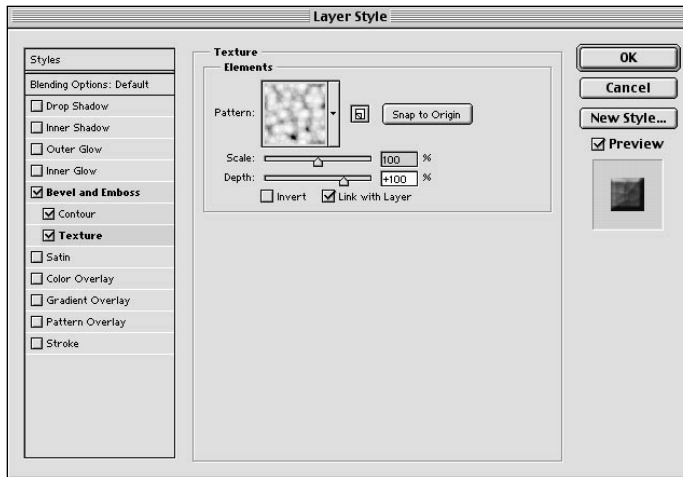 Layer Style
Styles
Blending Options: Default
Drop Shadow
Inner Shadow
Outer Glow
Inner Glow
Bevel and Emboss
Contour
Texture
Satin
Color Overlay
Gradient Overlay
Pattern Overlay
Stroke
Texture
Elements
Pattern:
Snap to Origin
Scale: 100 %
Depth: +100 %
Invert Link with Layer
OK
Cancel
New Style...
Preview